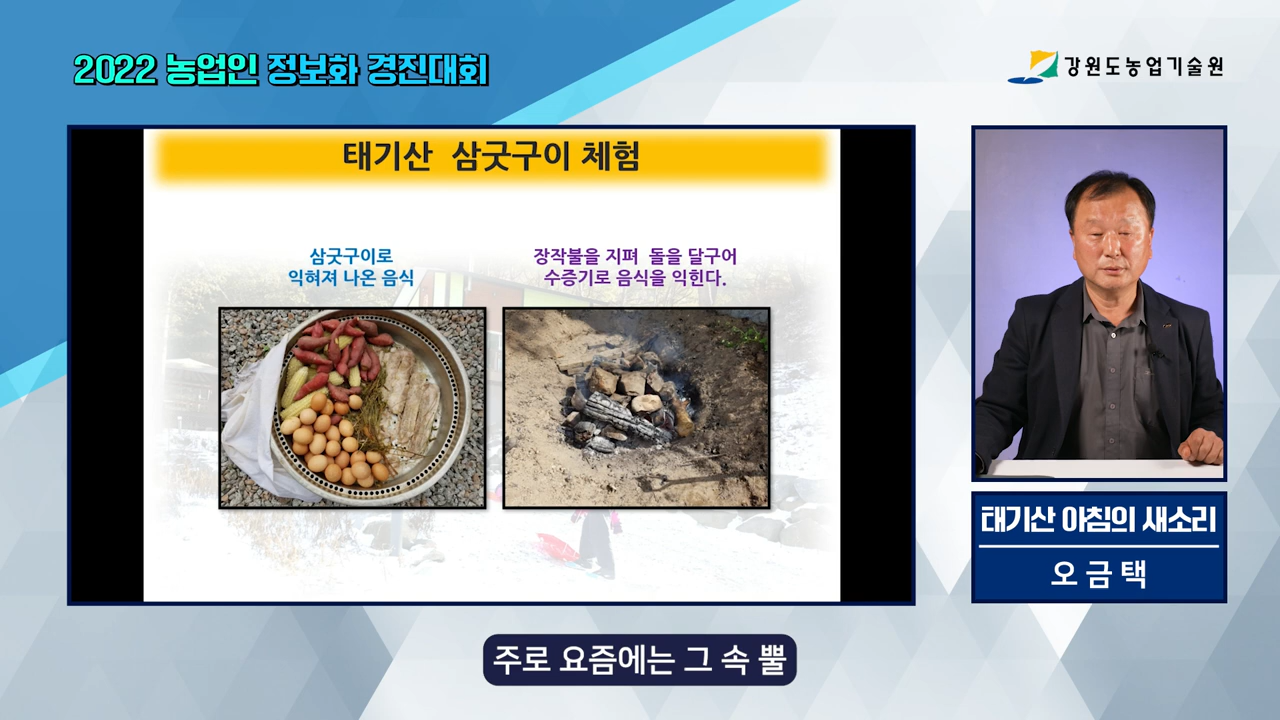 2022 농업인 정보화 경진대회
강원도농업기술원
태기산 삼굿구이 체험
삼굿구이로
익혀져 나온 음식
장작불을 지펴 돌을 달구어
수증기로 음식을 익힌다.
태기산 아침의 새소리
오금택
주로 요즘에는 그 속 뿔